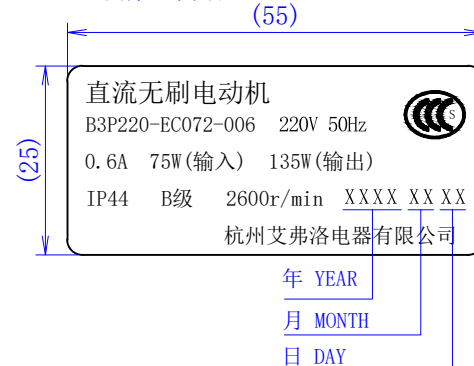 (55)
(25)
直流无刷电动机
B3P220-EC072-006 220V 50Hz
S
0.6A 75W(输入) 135W(输出)
IP44 B级 2600r/min XXXX XX XX
杭州艾弗洛电器有限公司
年 YEAR
月 MONTH
日 DAY